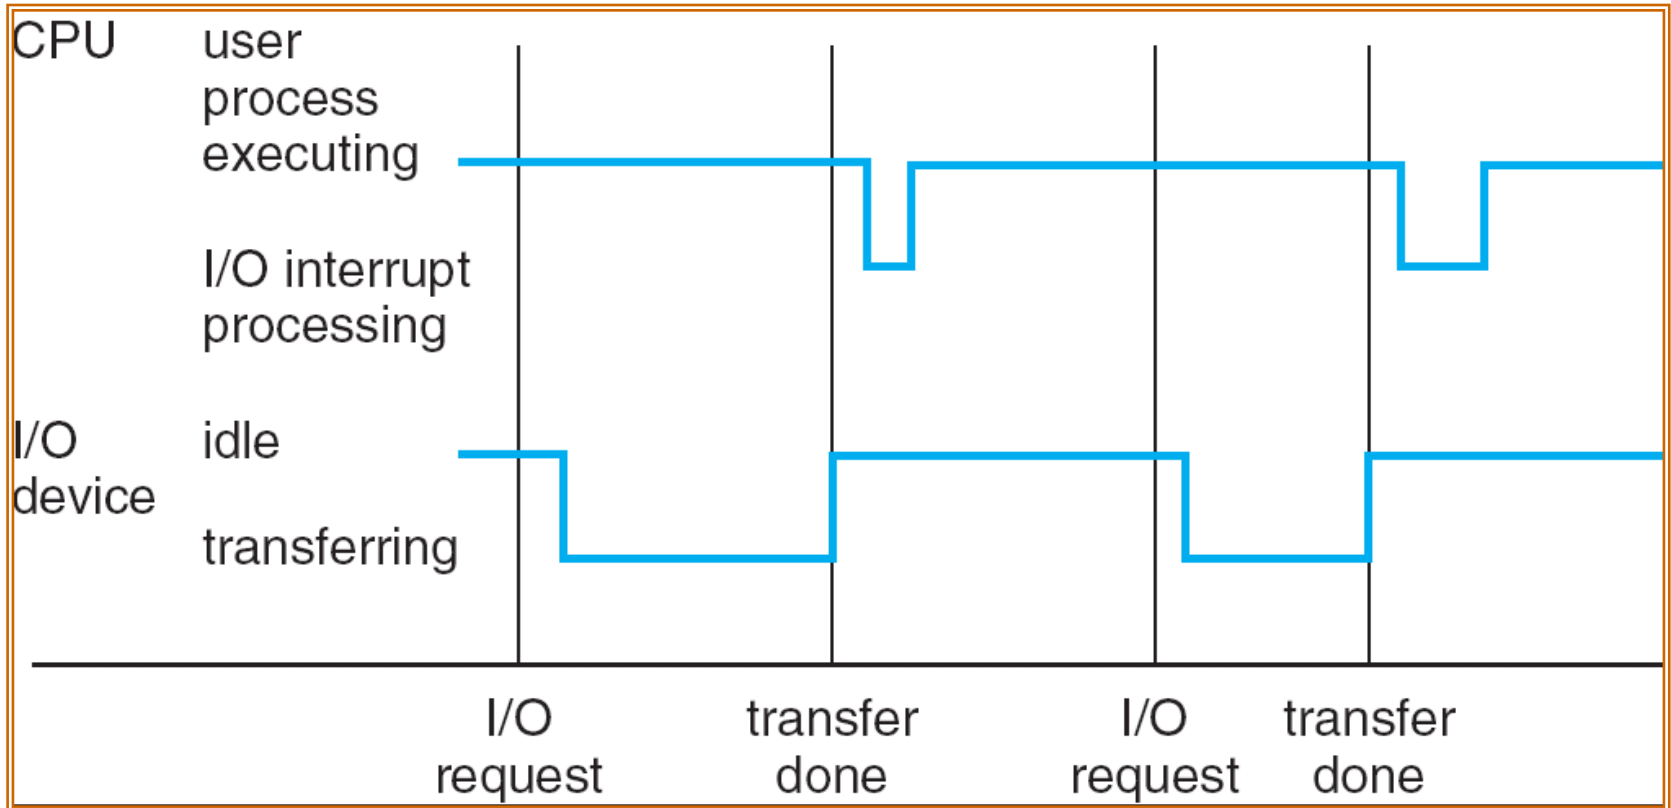 CPU
user
process
executing
I/O interrupt
processing
I/O
device
idle
transferring
I/O
request
transfer
done
I/O
request
transfer
done